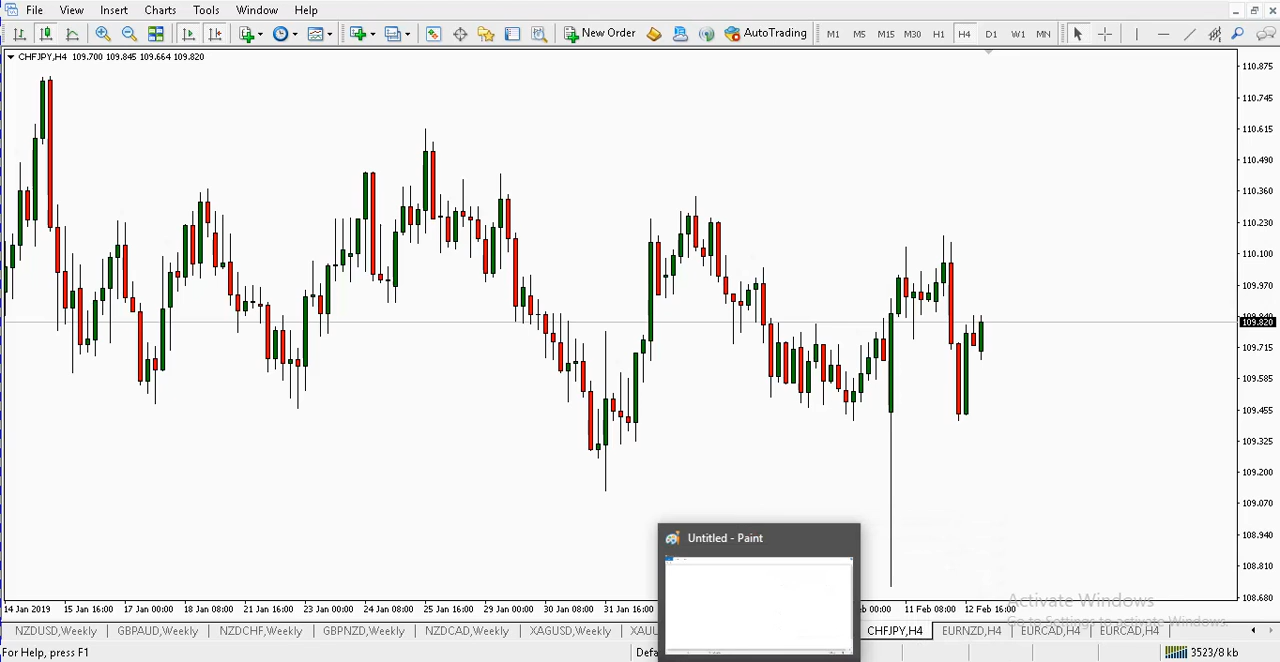 File View Insert Charts Tools Window Help
New Order AutoTrading M1 M5 M15 M30 H1 H4 D1 W1 MN
CHFJPY,H4 109.700 109.845 109.664 109.820
110.875
110.745
110.615
110.490
110.360
110.230
110.100
109.970
109.840
109.820
109.715
109.585
109.455
109.325
109.200
109.070
108.940
108.810
108.680
Untitled - Paint
14 Jan 2019 15 Jan 16:00 17 Jan 00:00 18 Jan 08:00 21 Jan 16:00 23 Jan 00:00 24 Jan 08:00 25 Jan 16:00 29 Jan 00:00 30 Jan 08:00 31 Jan 16:00 00:00 11 Feb 08:00 12 Feb 16:00
Activate Windows
Go to Settings to activate Windows.
NZDUSD,Weekly GBPAUD,Weekly NZDCHF,Weekly GBPNZD,Weekly NZDCAD,Weekly XAGUSD,Weekly XAUU CHFJPY,H4 EURNZD,H4 EURCAD,H4 EURCAD,H4
For Help, press F1 Defa 3523/8 kb